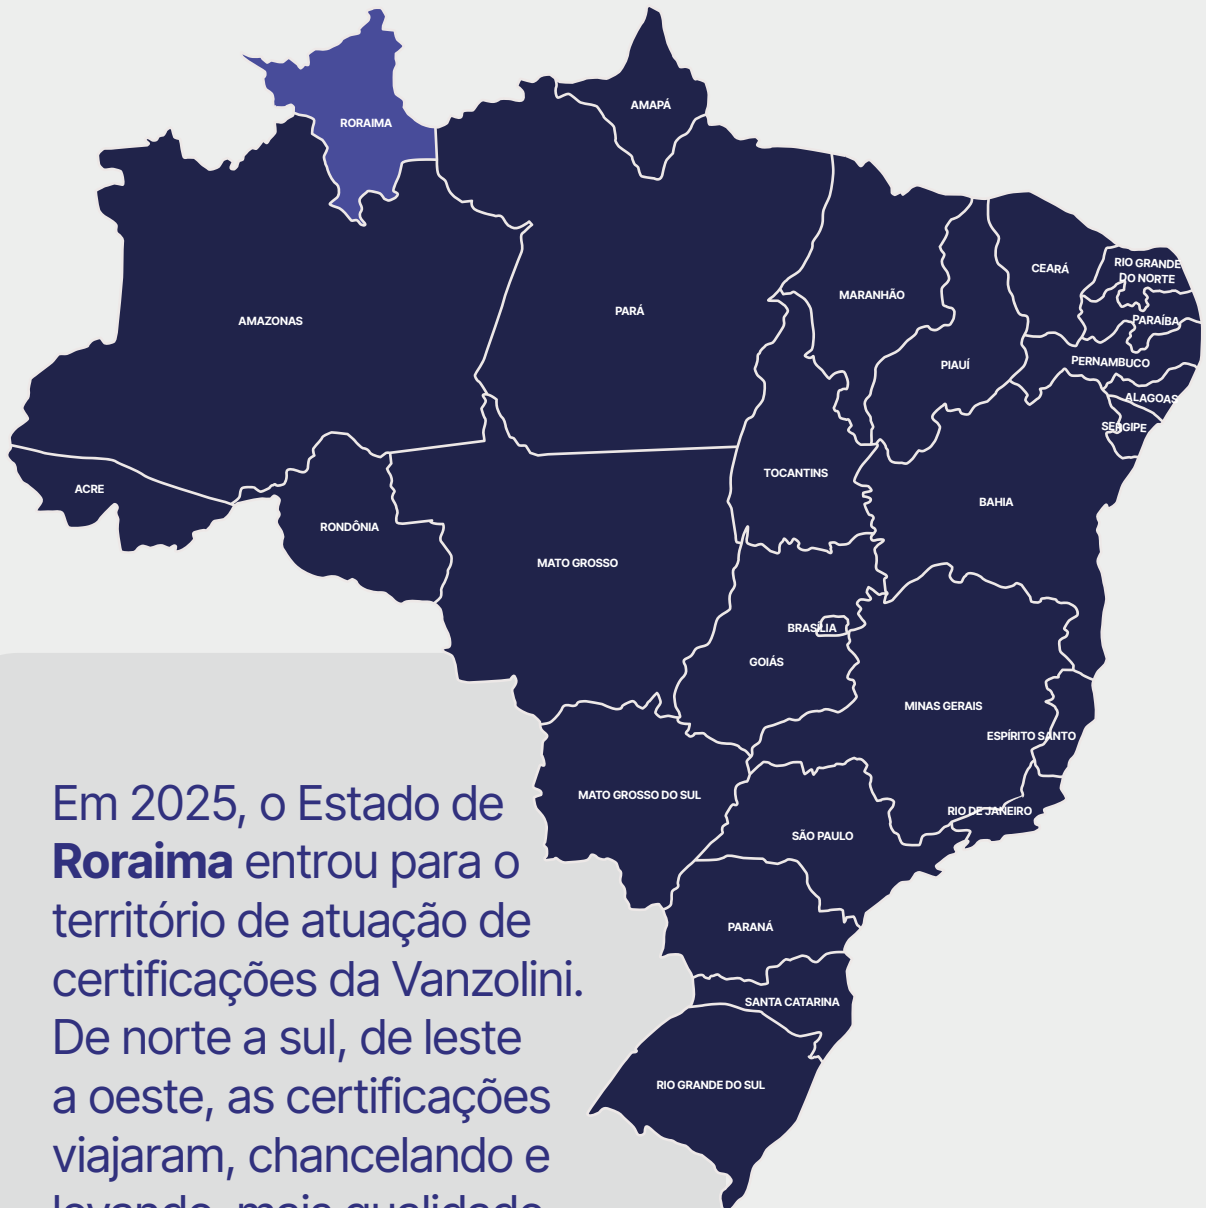 RORAIMA
AMAPÁ
AMAZONAS
PARÁ
MARANHÃO
CEARÁ
RIO GRANDE
DO NORTE
PARAÍBA
PIAUÍ
PERNAMBUCO
ALAGOAS
SERGIPE
ACRE
RONDÔNIA
TOCANTINS
BAHIA
MATO GROSSO
BRASÍLIA
GOIÁS
MINAS GERAIS
ESPÍRITO SANTO
MATO GROSSO DO SUL
RIO DE JANEIRO
SÃO PAULO
PARANÁ
SANTA CATARINA
RIO GRANDE DO SUL
Em 2025, o Estado de
Roraima entrou para o
território de atuação de
certificações da Vanzolini.
De norte a sul, de leste
a oeste, as certificações
viajaram, chancelando e
levando mais qualidade